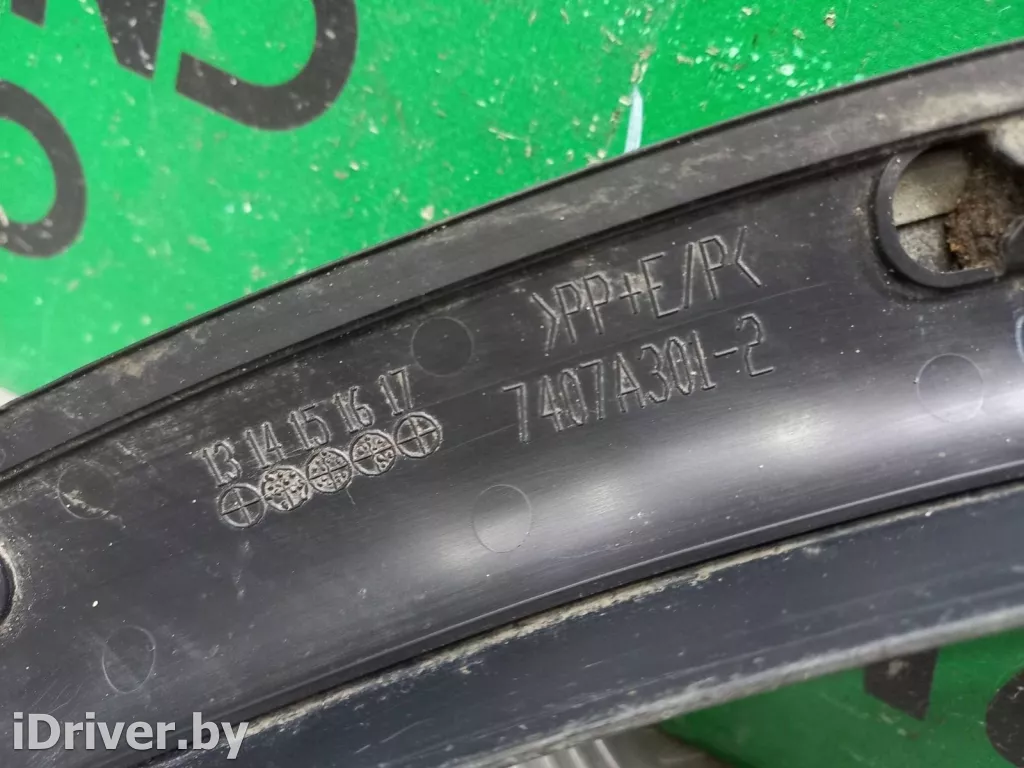 >PP+E/P<
7407A301-2
13 14 15 16 17
iDriver.by